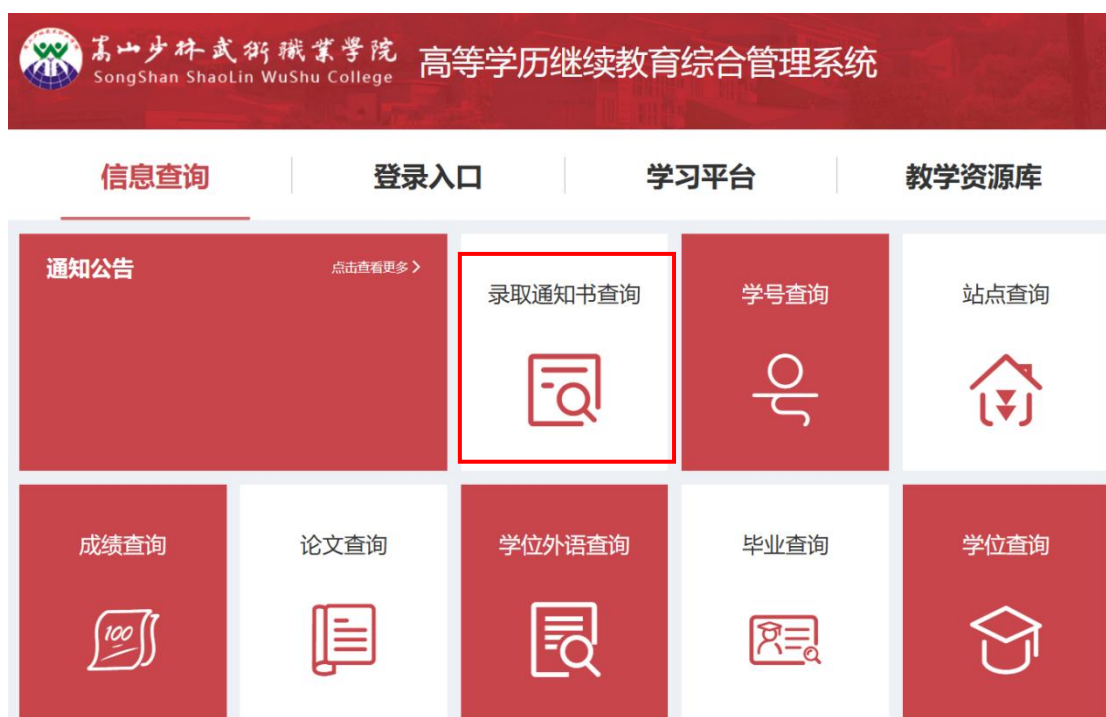 嵩山少林武術職業學院
SongShan ShaoLin WuShu College
高等学历继续教育综合管理系统
信息查询
登录入口
学习平台
教学资源库
通知公告
点击查看更多 >
录取通知书查询
学号查询
站点查询
成绩查询
论文查询
学位外语查询
毕业查询
学位查询
100